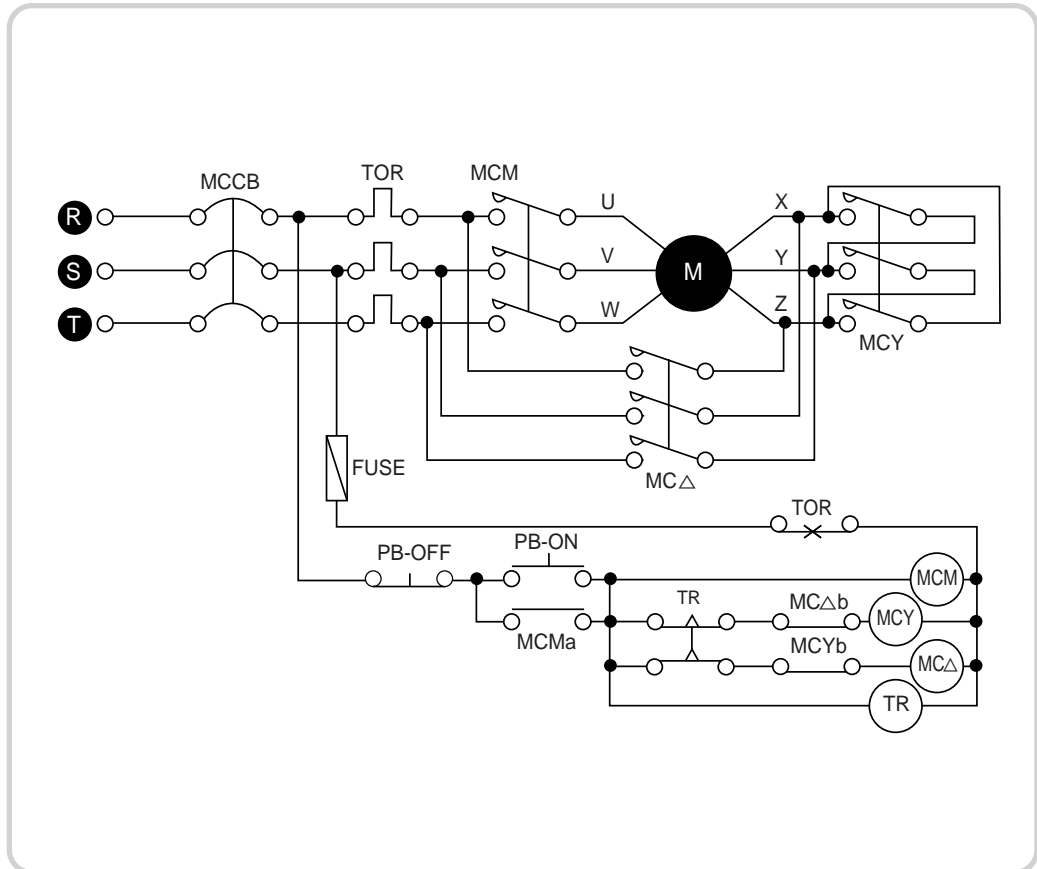 TOR
MCM
MCCB
R
U
X
S
V
M
Y
T
W
Z
MCY
FUSE
MC△
TOR
PB-OFF
PB-ON
MCM
TR
MC△b
MCY
MCMa
MCYb
MC△
TR